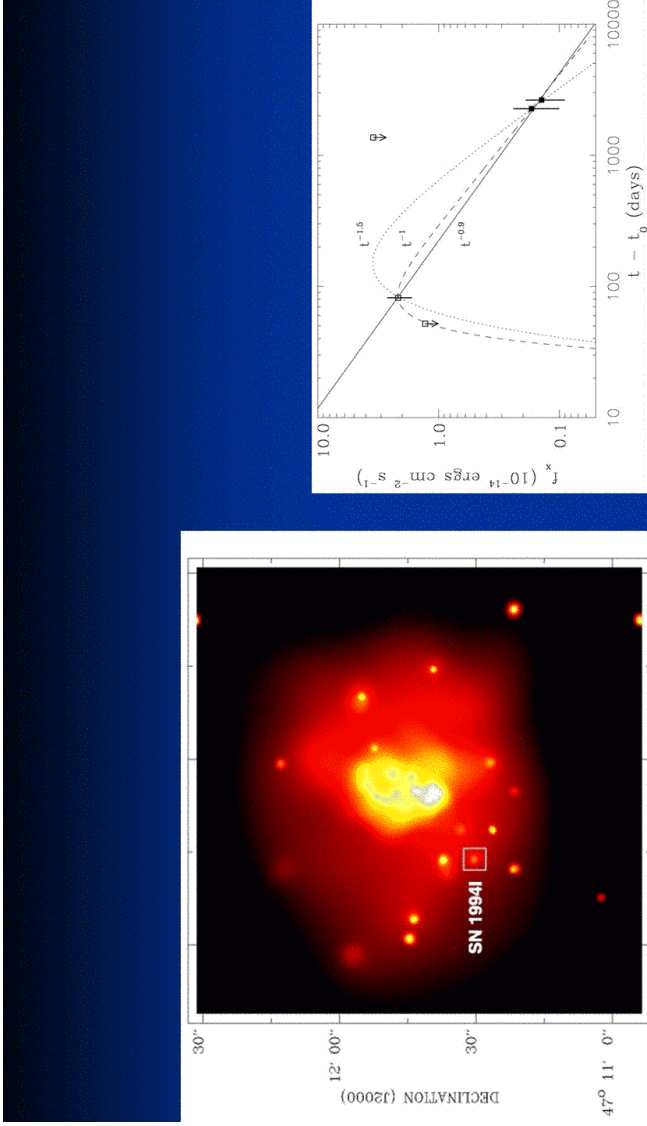 10.0
1.0
0.1
f_x (10^-14 ergs cm^-2 s^-1)
t^-1.5
t^-1
t^-0.9
10
100
1000
10000
t - t_0 (days)
SN 1994I
30"
12' 00"
30"
47° 11' 0"
DECLINATION (J2000)